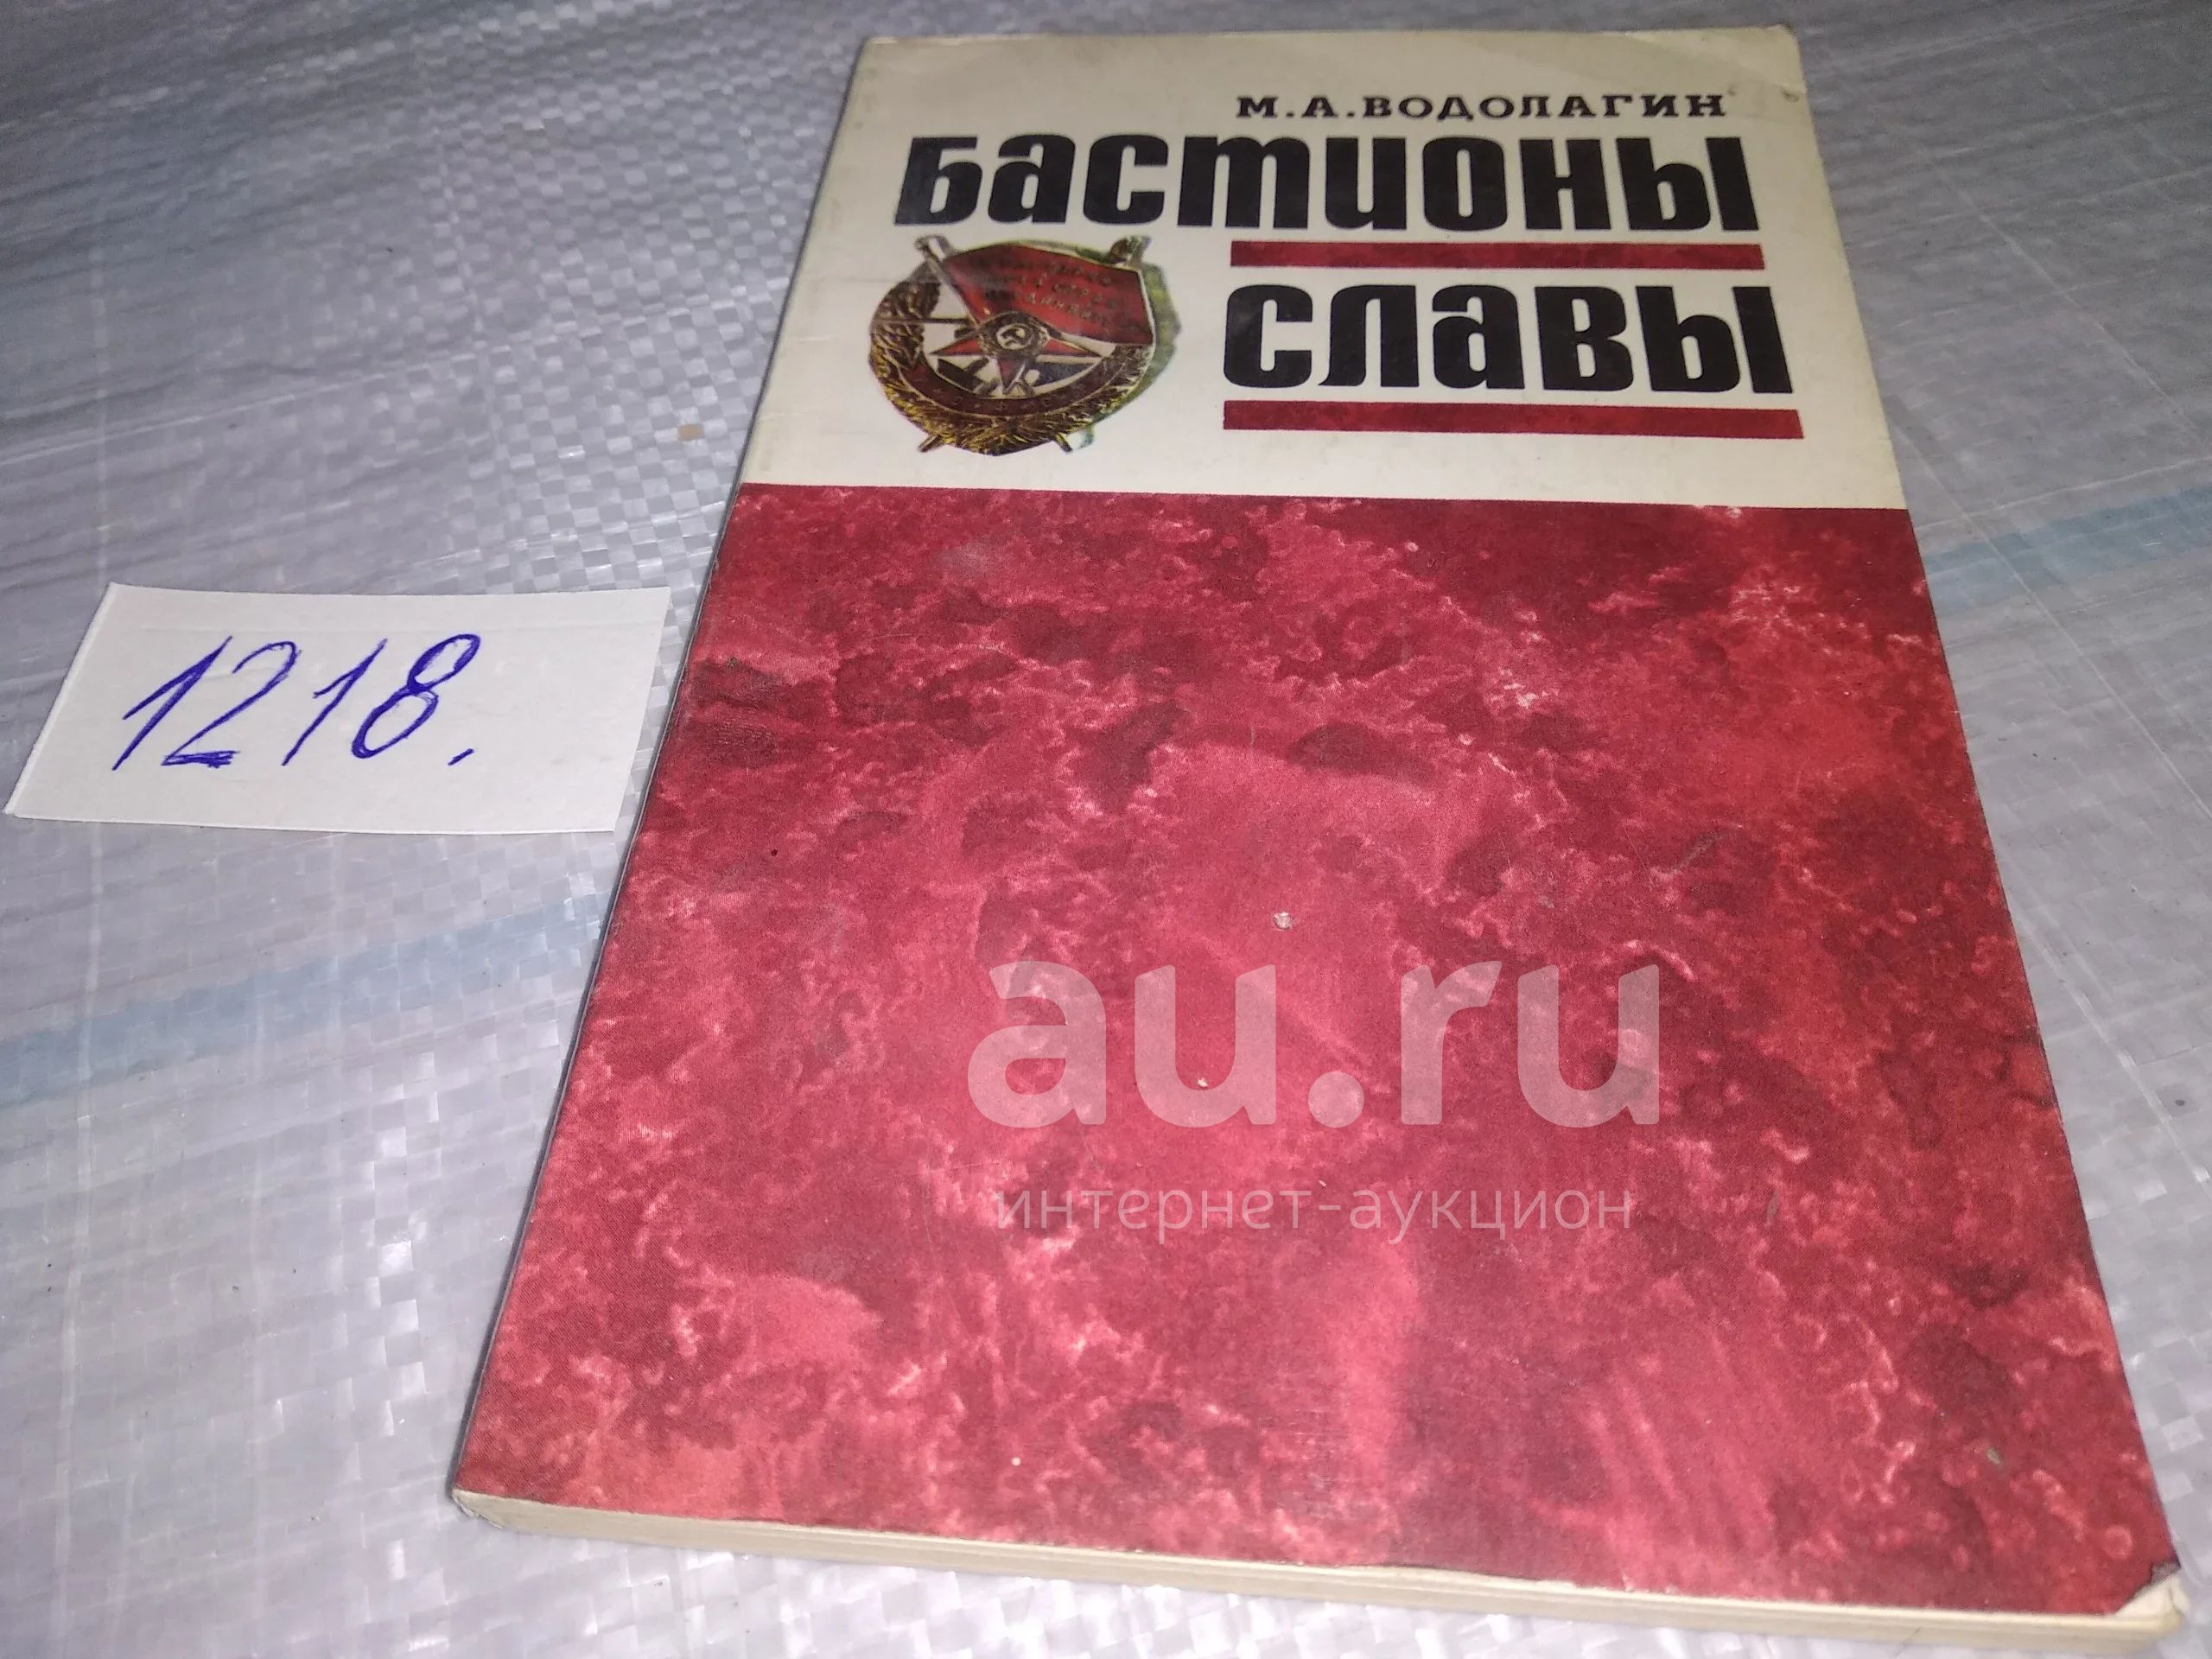 М.А.ВОДОЛАГИН
БАСТИОНЫ
СЛАВЫ
1218.
au.ru
интернет-аукцион